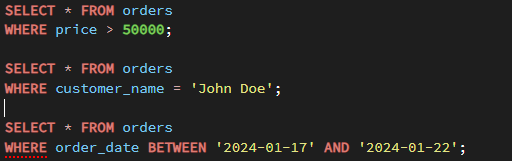 SELECT * FROM orders
WHERE price > 50000;
SELECT * FROM orders
WHERE customer_name = 'John Doe';
SELECT * FROM orders
WHERE order_date BETWEEN '2024-01-17' AND '2024-01-22';